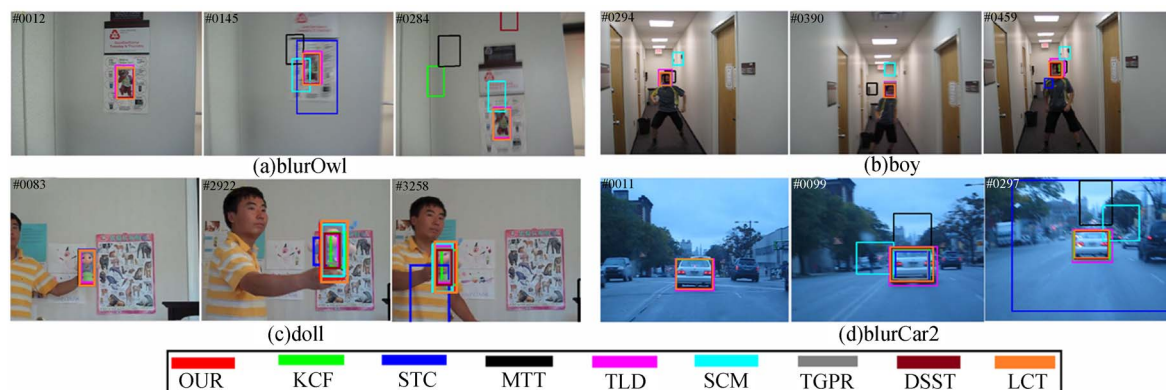 #0012 #0145 #0284 #0294 #0390 #0459
(a)blurOwl (b)boy
#0083 #2922 #3258 #0011 #0099 #0297
(c)doll (d)blurCar2
OUR KCF STC MTT TLD SCM TGPR DSST LCT